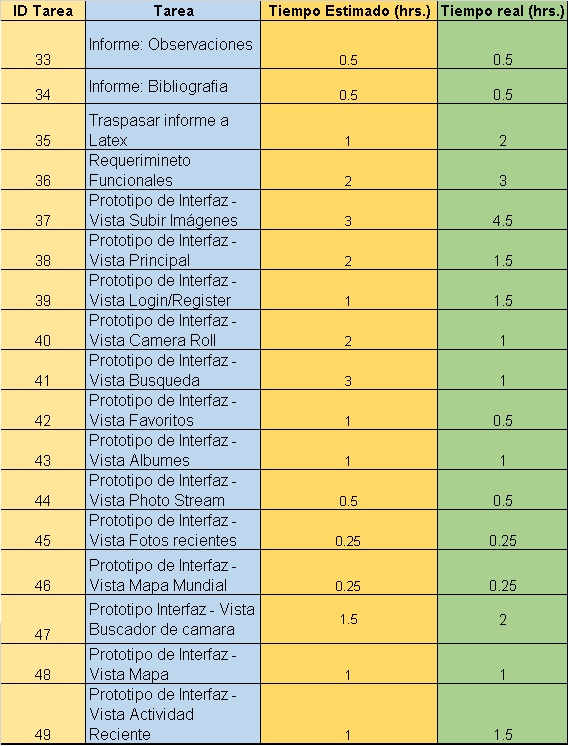 ID Tarea Tarea Tiempo Estimado (hrs.) Tiempo real (hrs.)
33 Informe: Observaciones 0.5 0.5
34 Informe: Bibliografia 0.5 0.5
Traspasar informe a
35 Latex 1 2
Requerimineto
36 Funcionales 2 3
Prototipo de Interfaz -
37 Vista Subir Imágenes 3 4.5
Prototipo de Interfaz -
38 Vista Principal 2 1.5
Prototipo de Interfaz -
39 Vista Login/Register 1 1.5
Prototipo de Interfaz -
40 Vista Camera Roll 2 1
Prototipo de Interfaz -
41 Vista Busqueda 3 1
Prototipo de Interfaz -
42 Vista Favoritos 1 0.5
Prototipo de Interfaz -
43 Vista Albumes 1 1
Prototipo de Interfaz -
44 Vista Photo Stream 0.5 0.5
Prototipo de Interfaz -
45 Vista Fotos recientes 0.25 0.25
Prototipo de Interfaz -
46 Vista Mapa Mundial 0.25 0.25
Prototipo Interfaz - Vista 1.5 2
47 Buscador de camara
Prototipo de Interfaz -
48 Vista Mapa 1 1
Prototipo de Interfaz -
Vista Actividad
49 Reciente 1 1.5